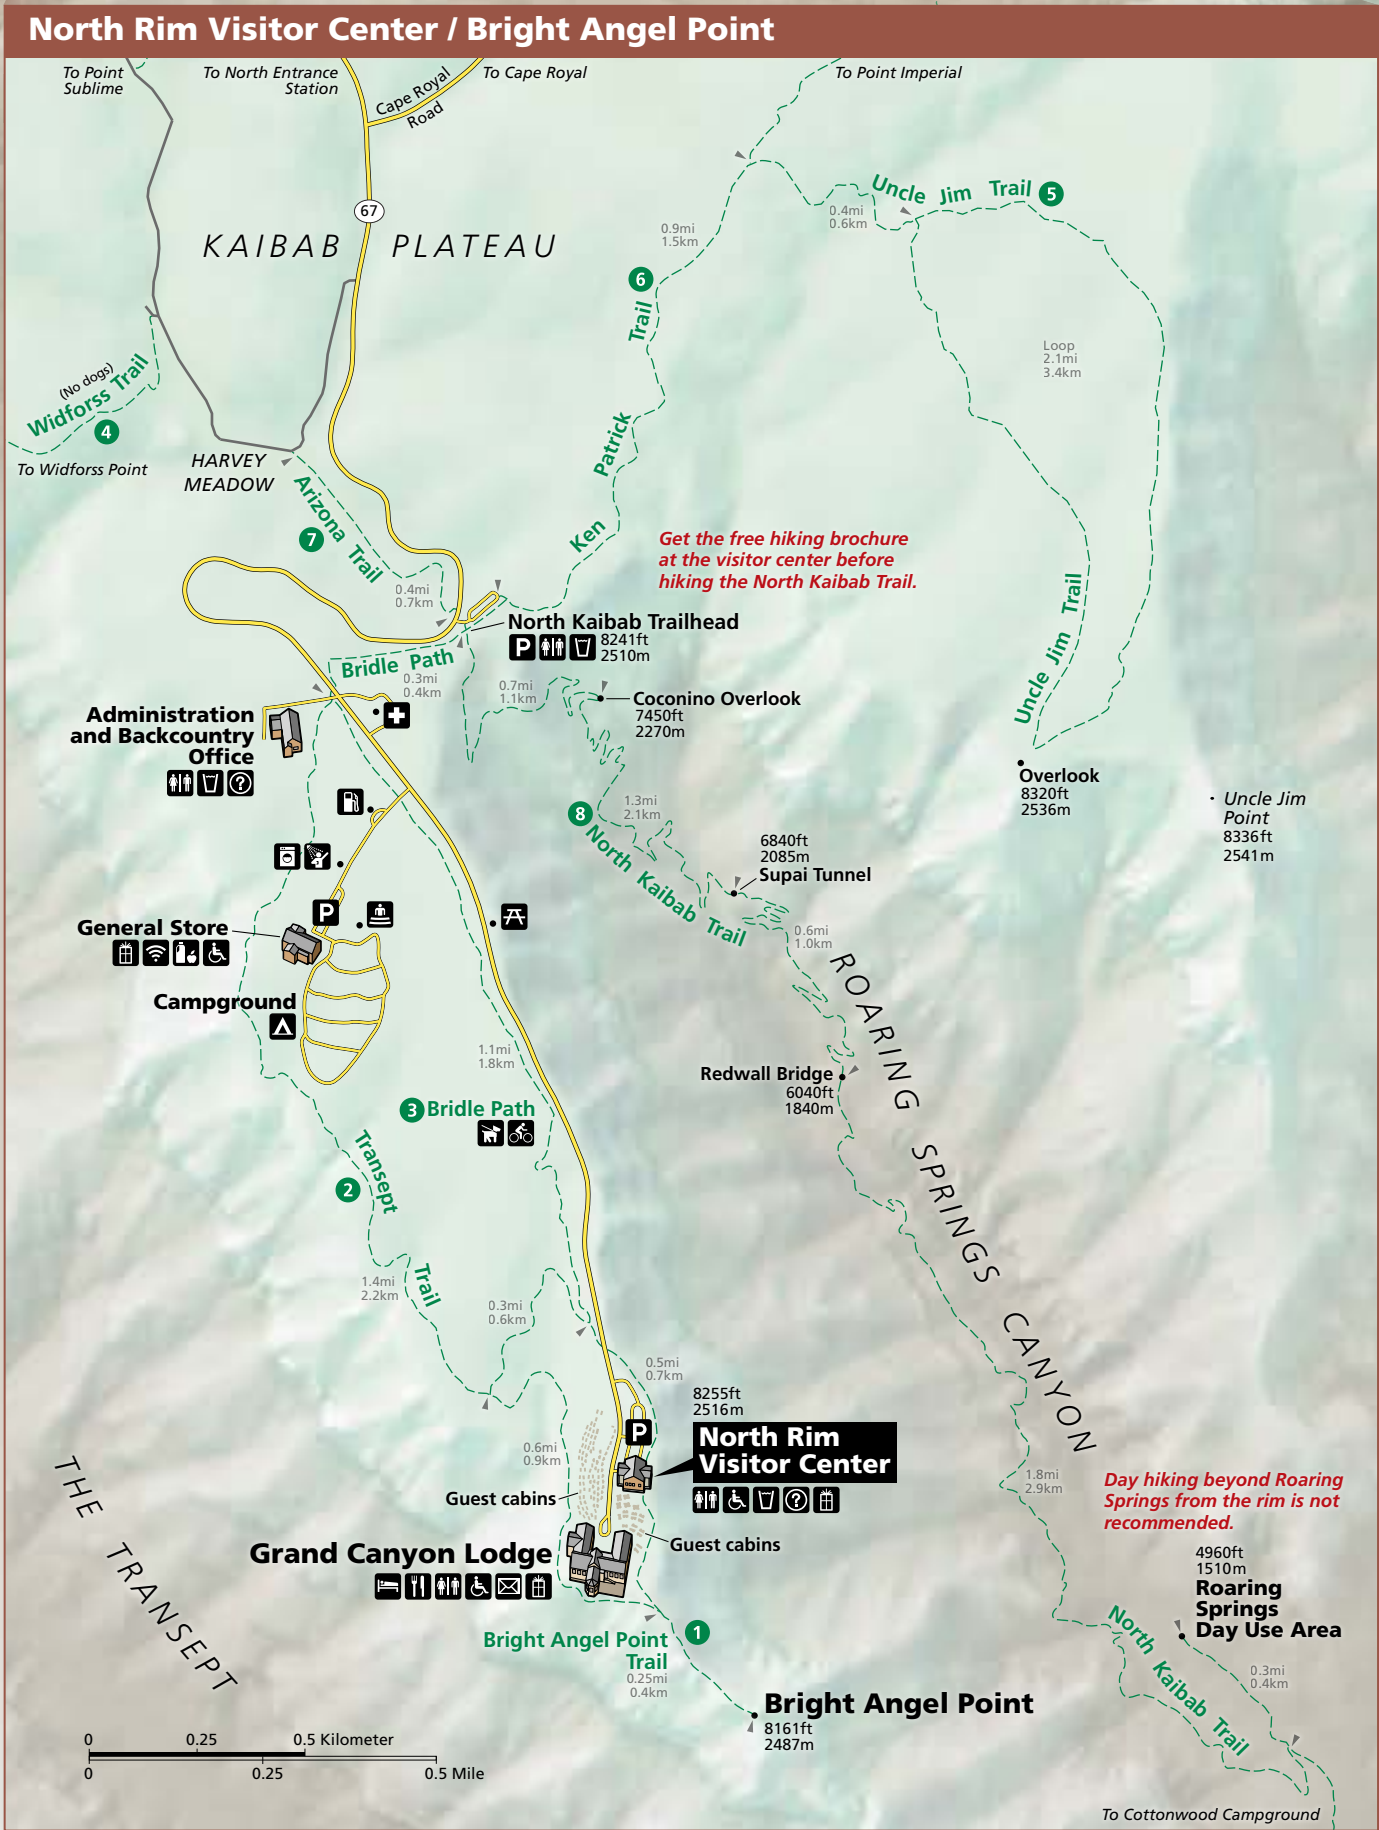 North Rim Visitor Center / Bright Angel Point
To Point
Sublime
To North Entrance
Station
Cape Royal
Road
To Cape Royal
To Point Imperial
67
KAIBAB PLATEAU
Uncle Jim Trail 5
0.4mi
0.6km
0.9mi
1.5km
6
Ken Patrick Trail
Loop
2.1mi
3.4km
(No dogs)
Widforss Trail
4
To Widforss Point
HARVEY
MEADOW
Arizona Trail
7
0.4mi
0.7km
Get the free hiking brochure
at the visitor center before
hiking the North Kaibab Trail.
North Kaibab Trailhead
P
8241ft
2510m
Bridle Path
0.3mi
0.4km
0.7mi
1.1km
Coconino Overlook
7450ft
2270m
Uncle Jim Trail
Overlook
8320ft
2536m
Uncle Jim
Point
8336ft
2541m
Administration
and Backcountry
Office
?
1.3mi
2.1km
8
North Kaibab Trail
6840ft
2085m
Supai Tunnel
0.6mi
1.0km
P
General Store
Campground
ROARING SPRINGS CANYON
Redwall Bridge
6040ft
1840m
1.1mi
1.8km
3 Bridle Path
2
Transept Trail
1.4mi
2.2km
0.3mi
0.6km
0.5mi
0.7km
8255ft
2516m
P
North Rim
Visitor Center
?
0.6mi
0.9km
Guest cabins
Guest cabins
Grand Canyon Lodge
THE TRANSEPT
1.8mi
2.9km
Day hiking beyond Roaring
Springs from the rim is not
recommended.
4960ft
1510m
Roaring
Springs
Day Use Area
0.3mi
0.4km
North Kaibab Trail
1
Bright Angel Point
Trail
0.25mi
0.4km
Bright Angel Point
8161ft
2487m
0 0.25 0.5 Kilometer
0 0.25 0.5 Mile
To Cottonwood Campground